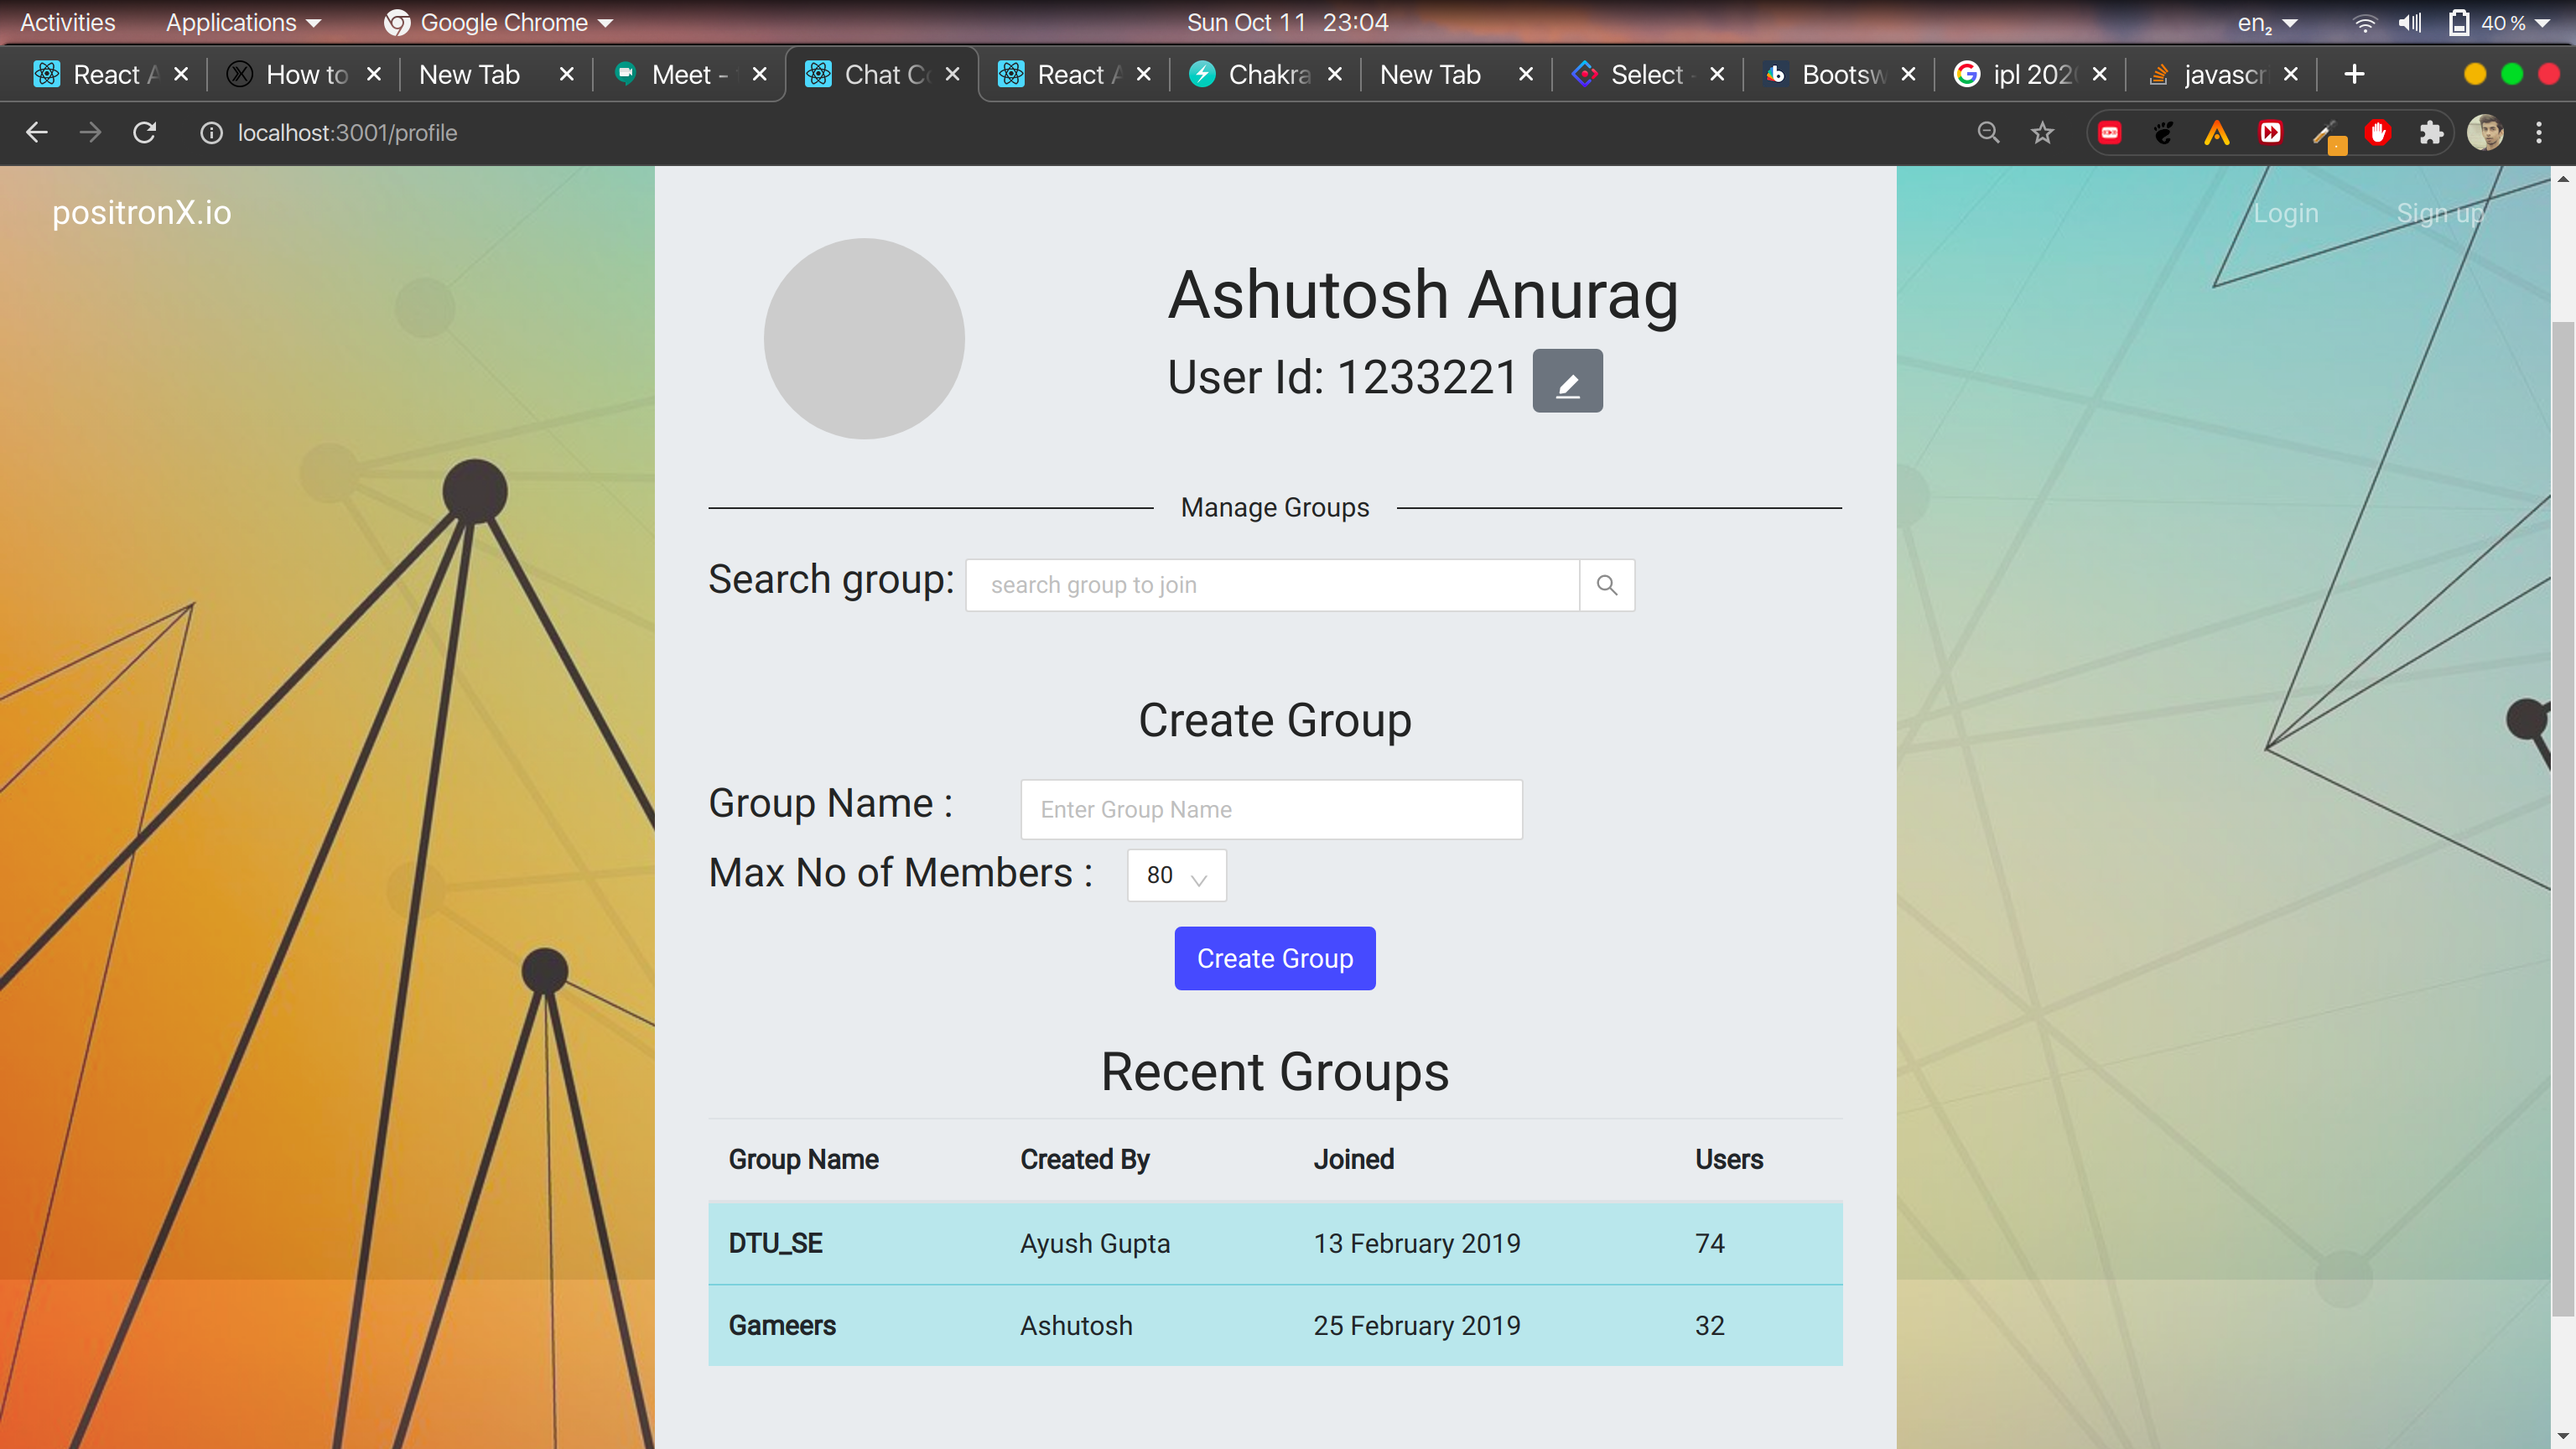 Activities Applications Google Chrome Sun Oct 11 23:04 en₂ 40 %
React A How to New Tab Meet - Chat Co React A Chakra New Tab Select - Bootsw ipl 202 javascr
localhost:3001/profile
positronX.io Login Sign up
Ashutosh Anurag
User Id: 1233221
Manage Groups
Search group: search group to join
Create Group
Group Name : Enter Group Name
Max No of Members : 80
Create Group
Recent Groups
Group Name Created By Joined Users
DTU_SE Ayush Gupta 13 February 2019 74
Gameers Ashutosh 25 February 2019 32